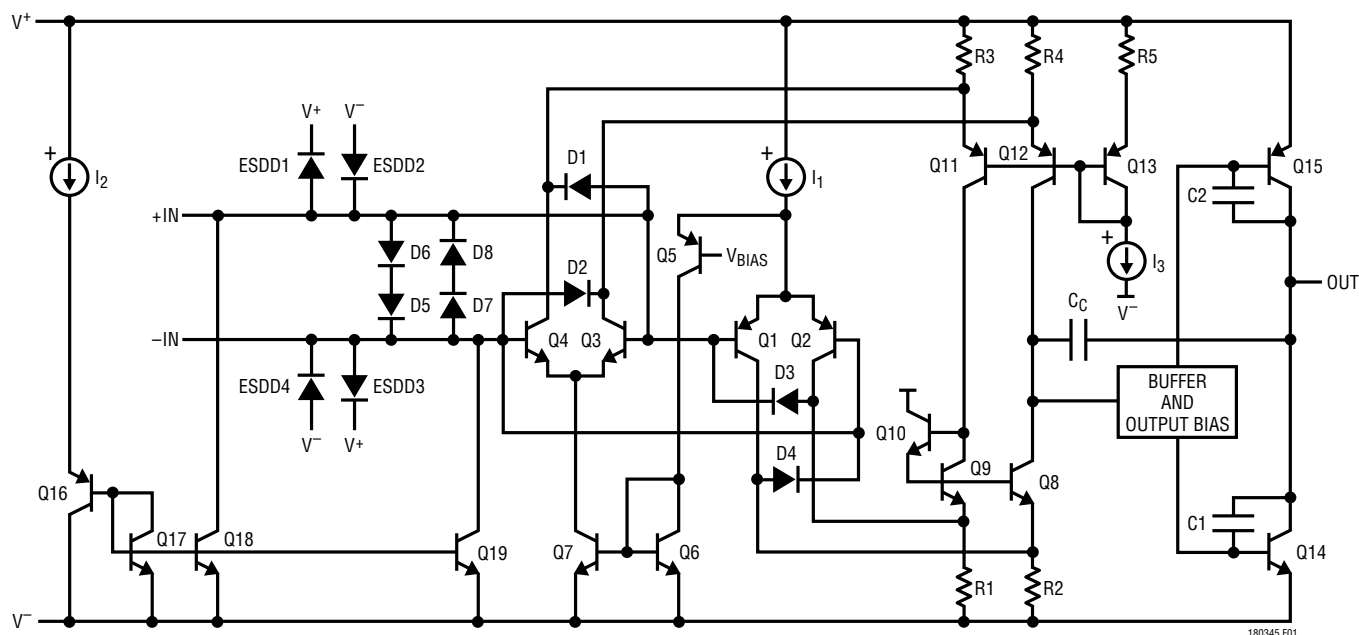 V+
R3
R4
R5
V+
V−
ESDD1
ESDD2
+
I2
D1
+
I1
Q11
Q12
Q13
Q15
C2
+IN
D6
D8
Q5
VBIAS
+
I3
V−
OUT
D2
D5
D7
−IN
Q4
Q3
Q1
Q2
CC
ESDD4
ESDD3
V−
V+
D3
BUFFER
AND
OUTPUT BIAS
Q10
D4
Q9
Q8
Q16
Q17
Q18
Q19
Q7
Q6
C1
Q14
R1
R2
V−
180345 F01